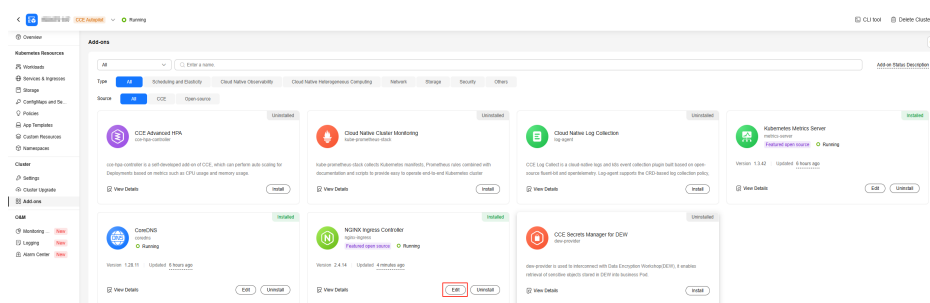 CCE Autopilot
Running
CLI tool
Delete Cluste
Overview
Kubernetes Resources
Workloads
Services & Ingresses
Storage
ConfigMaps and Se...
Policies
App Templates
Custom Resources
Namespaces
Cluster
Settings
Cluster Upgrade
Add-ons
O&M
Monitoring ... New
Logging New
Alarm Center New
Add-ons
All
Enter a name.
Add-on Status Description
Type All Scheduling and Elasticity Cloud Native Observability Cloud Native Heterogeneous Computing Network Storage Security Others
Source All CCE Open-source
Uninstalled
CCE Advanced HPA
cce-hpa-controller
cce-hpa-controller is a self-developed add-on of CCE, which can perform auto scaling for
Deployments based on metrics such as CPU usage and memory usage.
View Details Install
Uninstalled
Cloud Native Cluster Monitoring
kube-prometheus-stack
kube-prometheus-stack collects Kubernetes manifests, Prometheus rules combined with
documentation and scripts to provide easy to operate end-to-end Kubernetes cluster
View Details Install
Uninstalled
Cloud Native Log Collection
log-agent
CCE Log Collect is a cloud-native logs and k8s event collection plugin built based on open-
source fluent-bit and opentelemetry. Log-agent supports the CRD-based log collection policy,
View Details Install
Installed
Kubernetes Metrics Server
metrics-server
Featured open source Running
Version 1.3.42 Updated 6 hours ago
View Details Edit Uninstall
Installed
CoreDNS
coredns
Running
Version 1.28.11 Updated 6 hours ago
View Details Edit Uninstall
Installed
NGINX Ingress Controller
nginx-ingress
Featured open source Running
Version 2.4.14 Updated 4 minutes ago
View Details Edit Uninstall
Uninstalled
CCE Secrets Manager for DEW
dew-provider
dew-provider is used to interconnect with Data Encryption Workshop(DEW), it enables
retrieval of sensitive objects stored in DEW into business Pod.
View Details Install